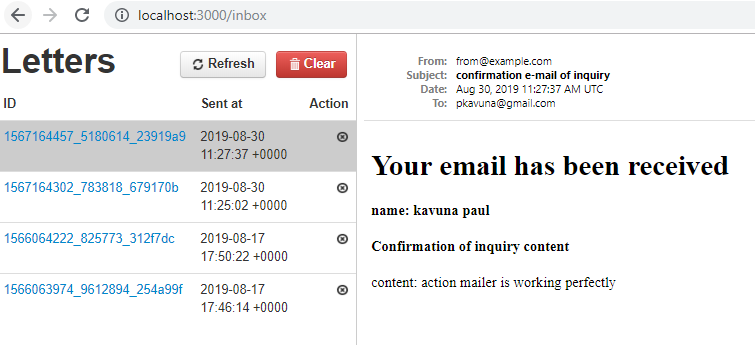 localhost:3000/inbox
Letters
Refresh
Clear
ID Sent at Action
1567164457_5180614_23919a9 2019-08-30
11:27:37 +0000
1567164302_783818_679170b 2019-08-30
11:25:02 +0000
1566064222_825773_312f7dc 2019-08-17
17:50:22 +0000
1566063974_9612894_254a99f 2019-08-17
17:46:14 +0000
From: from@example.com
Subject: confirmation e-mail of inquiry
Date: Aug 30, 2019 11:27:37 AM UTC
To: pkavuna@gmail.com
Your email has been received
name: kavuna paul
Confirmation of inquiry content
content: action mailer is working perfectly